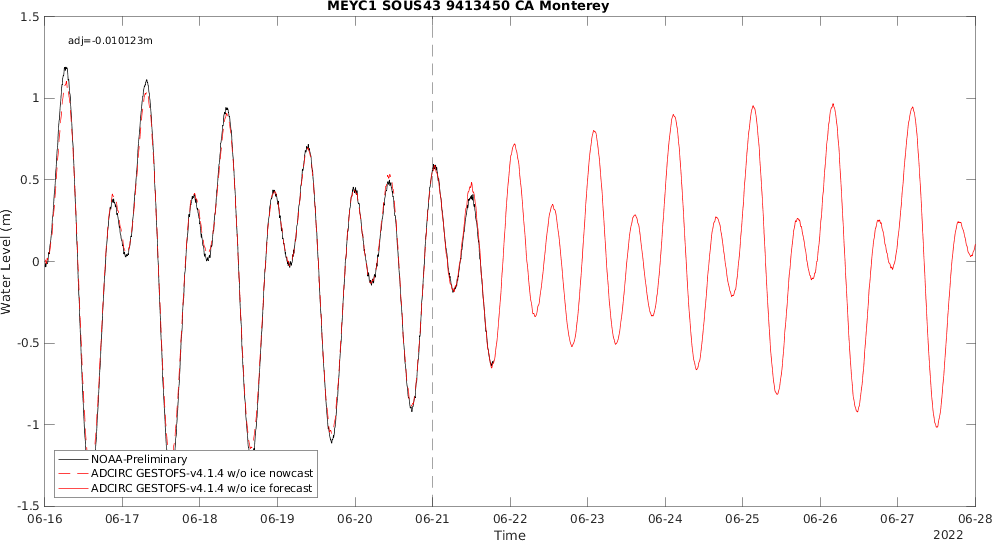 MEYC1 SOUS43 9413450 CA Monterey
adj=-0.010123m
Water Level (m)
1.5
1
0.5
0
-0.5
-1
-1.5
NOAA-Preliminary
ADCIRC GESTOFS-v4.1.4 w/o ice nowcast
ADCIRC GESTOFS-v4.1.4 w/o ice forecast
06-16 06-17 06-18 06-19 06-20 06-21 06-22 06-23 06-24 06-25 06-26 06-27 06-28
Time
2022